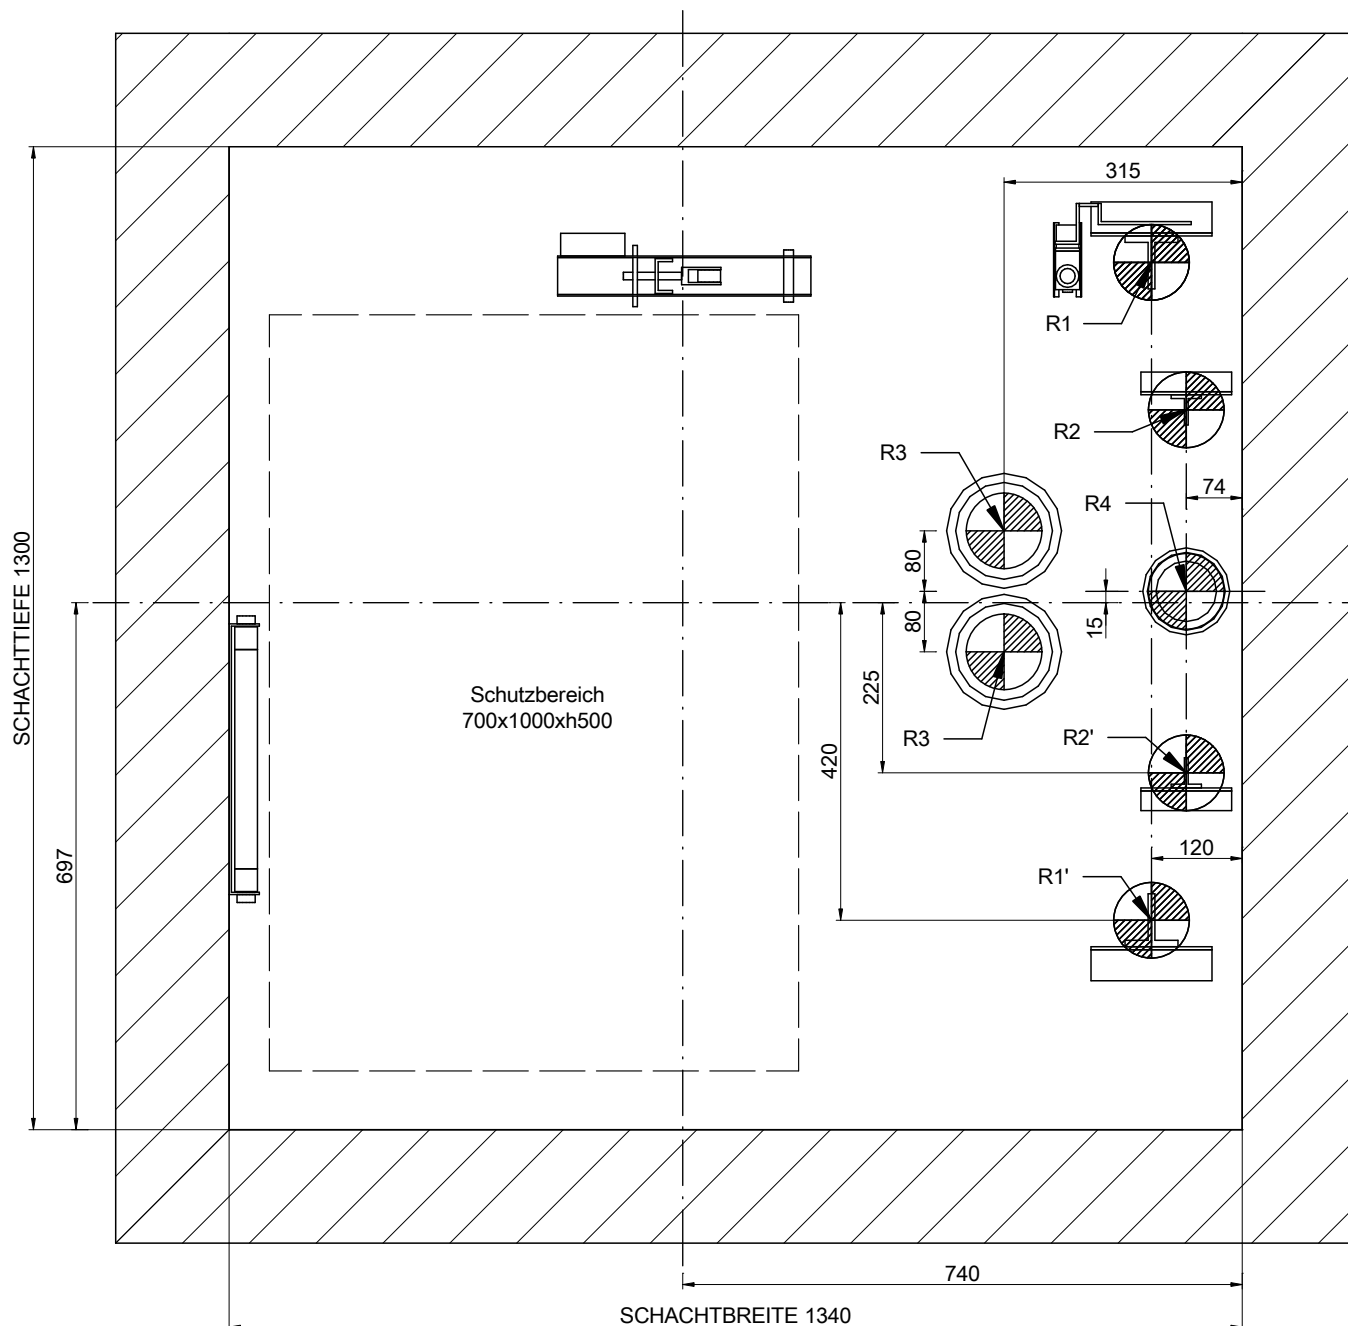 315
R1
R2
R3
74
R4
80
SCHACHTTIEFE 1300
80
15
Schutzbereich
700x1000xh500
225
R3
R2'
420
120
697
R1'
740
SCHACHTBREITE 1340